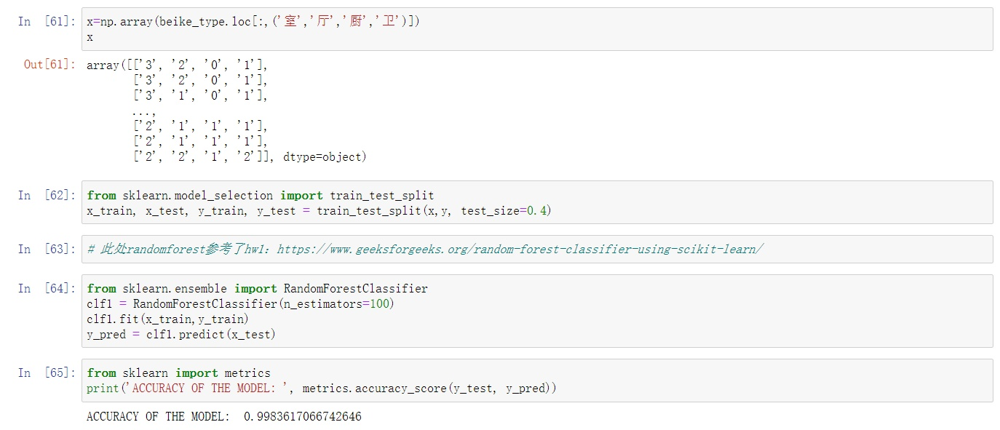 In [61]: x=np.array(beike_type.loc[:,('室','厅','厨','卫')])
x
Out[61]: array([['3', '2', '0', '1'],
['3', '2', '0', '1'],
['3', '1', '0', '1'],
...,
['2', '1', '1', '1'],
['2', '1', '1', '1'],
['2', '2', '1', '2']], dtype=object)
In [62]: from sklearn.model_selection import train_test_split
x_train, x_test, y_train, y_test = train_test_split(x,y, test_size=0.4)
In [63]: # 此处randomforest参考了hw1: https://www.geeksforgeeks.org/random-forest-classifier-using-scikit-learn/
In [64]: from sklearn.ensemble import RandomForestClassifier
clf1 = RandomForestClassifier(n_estimators=100)
clf1.fit(x_train,y_train)
y_pred = clf1.predict(x_test)
In [65]: from sklearn import metrics
print('ACCURACY OF THE MODEL: ', metrics.accuracy_score(y_test, y_pred))
ACCURACY OF THE MODEL:  0.9983617066742646